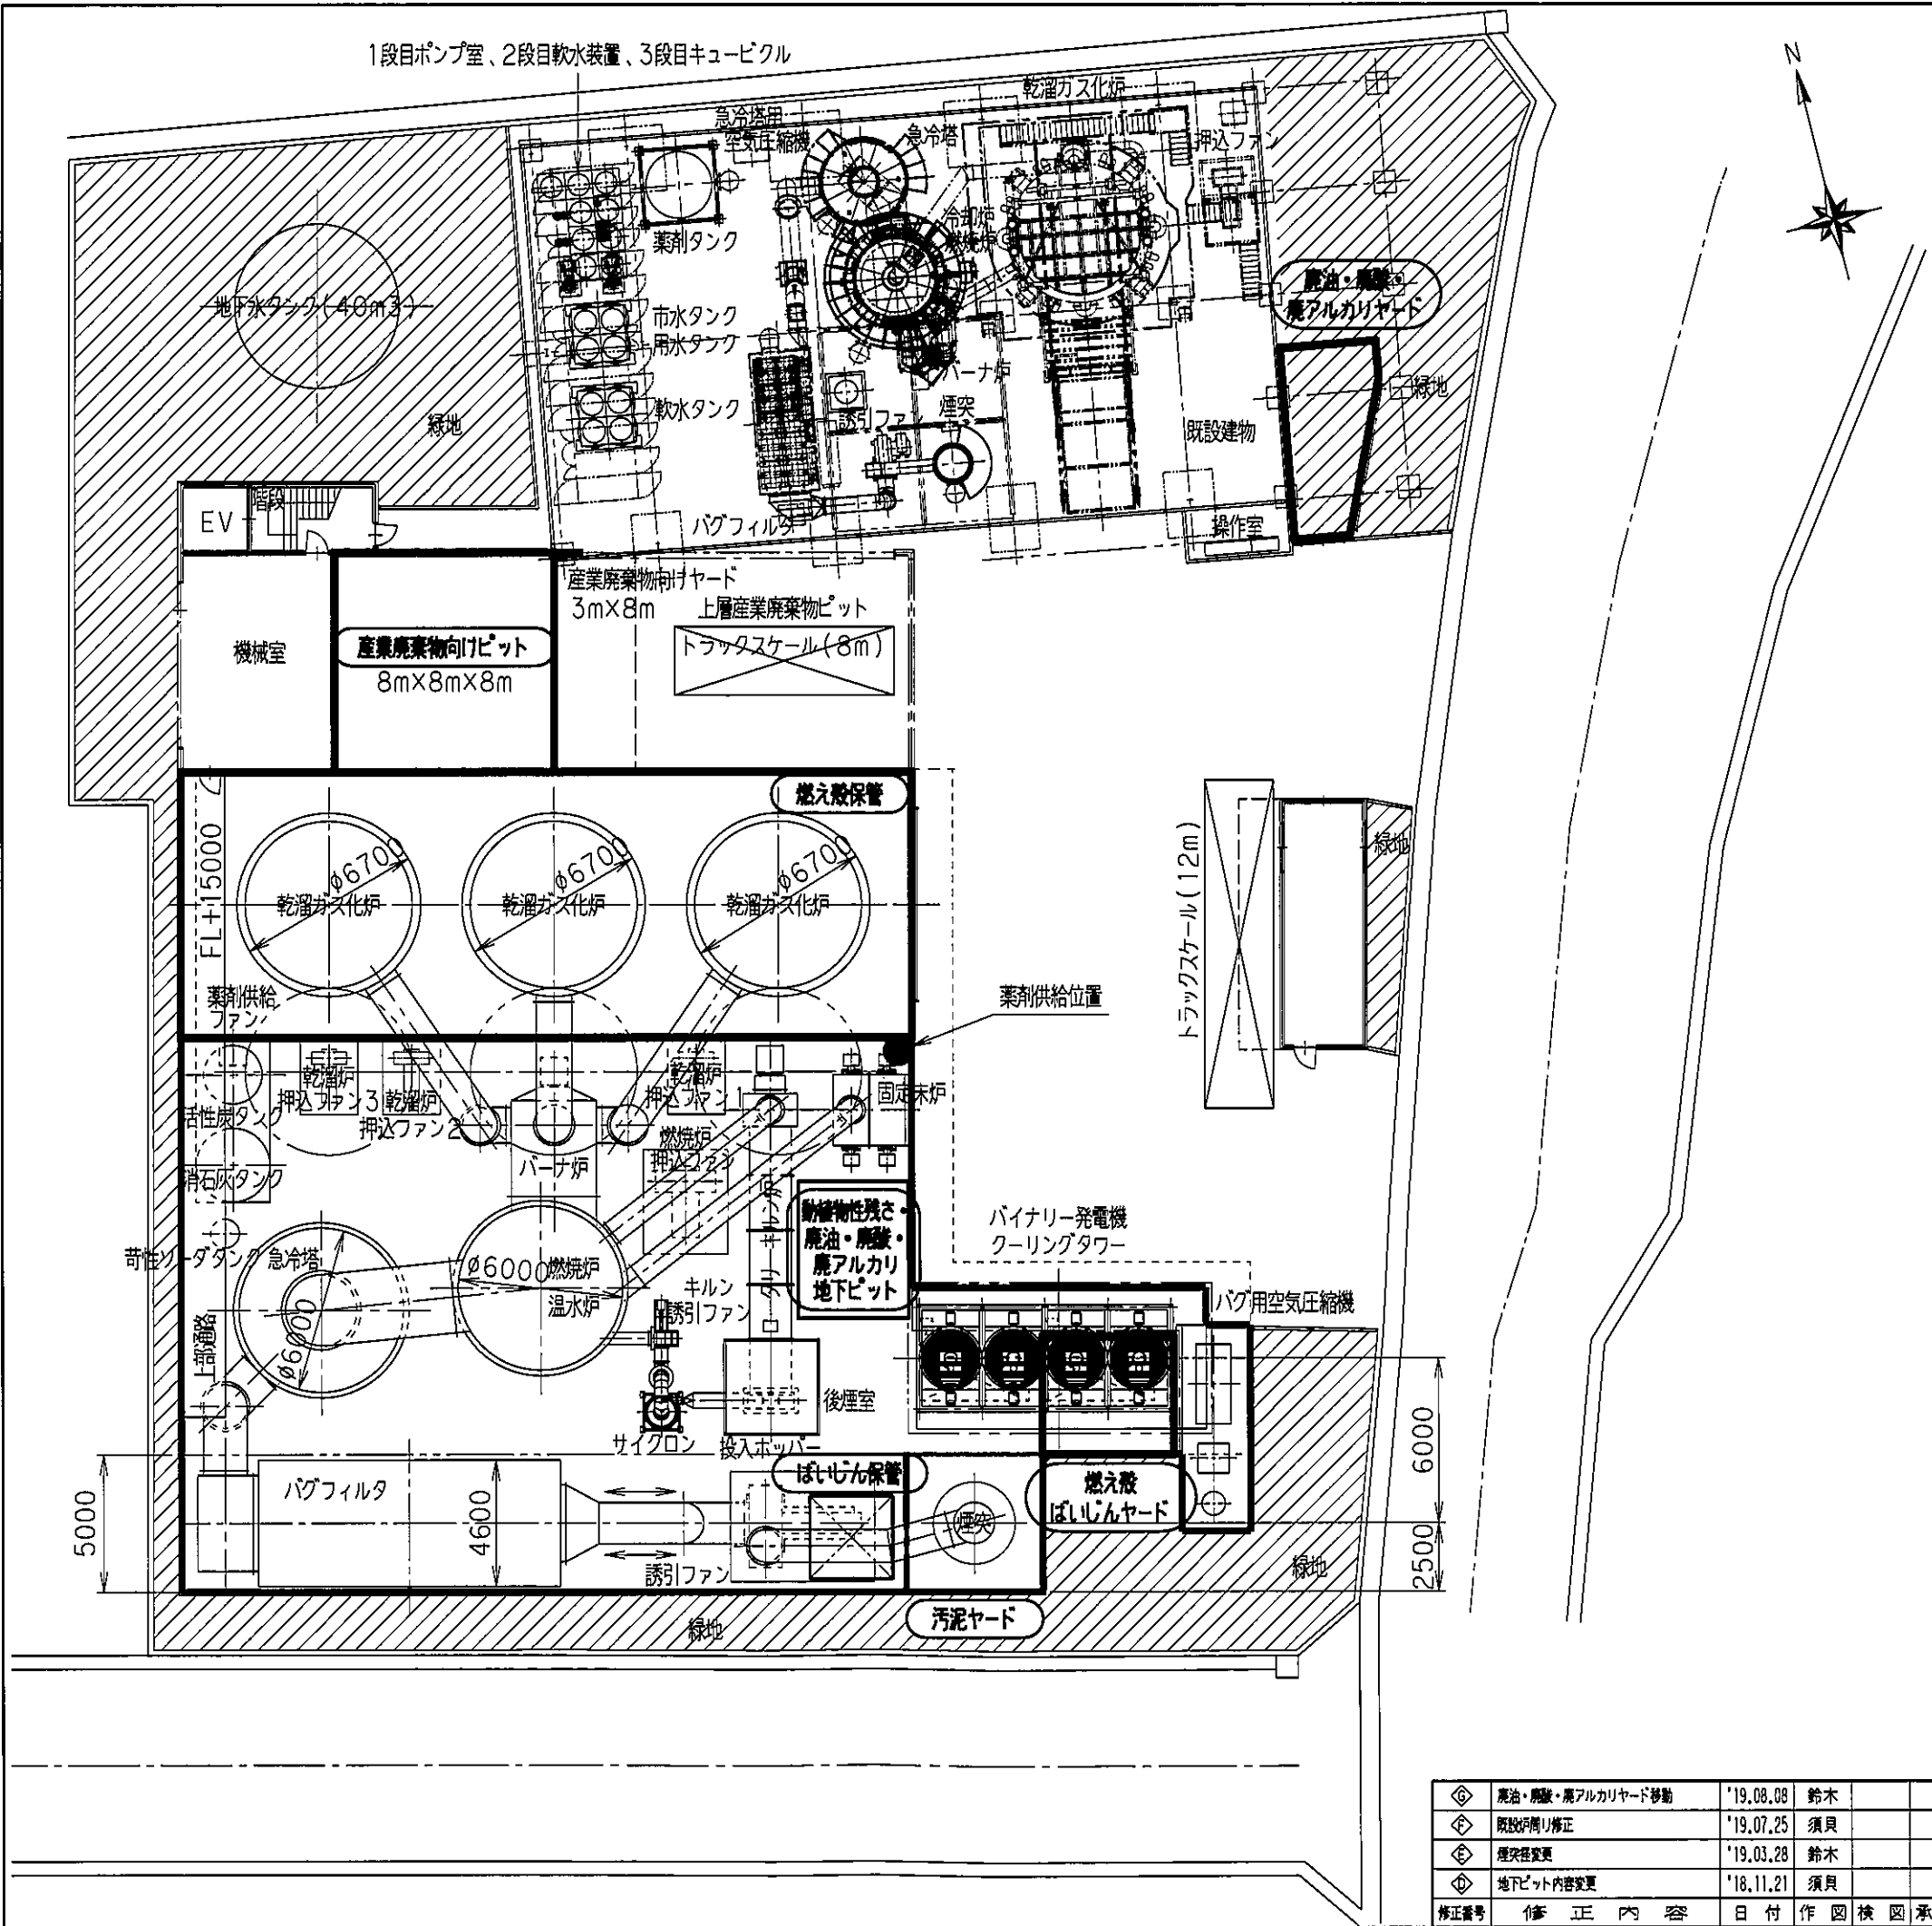 1段目ポンプ室、2段目軟水装置、3段目キュービクル
N
乾溜ガス化炉
急冷塔用
空気圧縮機
急冷塔
押込ファン
薬剤タンク
冷却炉
燃焼炉
廃油・廃酸・
廃アルカリヤード
地下水タンク(40m3)
市水タンク
用水タンク
バーナ炉
軟水タンク
誘引ファン
煙突
緑地
緑地
既設建物
EV
階段
バグフィルタ
操作室
産業廃棄物向けヤード
3m×8m
上層産業廃棄物ピット
トラックスケール(8m)
機械室
産業廃棄物向けピット
8m×8m×8m
燃え殻保管
FL+15000
φ6700
φ6700
φ6700
乾溜ガス化炉
乾溜ガス化炉
乾溜ガス化炉
トラックスケール(12m)
緑地
薬剤供給
ファン
薬剤供給位置
乾溜炉
押込ファン3
乾溜炉
押込ファン2
乾溜炉
押込ファン1
固定床炉
活性炭タンク
燃焼炉
押込ファン
バーナ炉
消石灰タンク
動植物性残さ・
廃油・廃酸・
廃アルカリ
地下ピット
バイナリー発電機
クーリングタワー
苛性ソーダタンク
急冷塔
φ6000
φ6000
燃焼炉
温水炉
キルン
誘引ファン
バグ用空気圧縮機
上部通路
後煙室
サイクロン
投入ホッパー
ばいじん保管
燃え殻
ばいじんヤード
6000
バグフィルタ
5000
4600
煙突
誘引ファン
2500
緑地
緑地
汚泥ヤード
G 廃油・廃酸・廃アルカリヤード移動 '19.08.08 鈴木
F 既設炉周り修正 '19.07.25 須貝
E 煙突径変更 '19.03.28 鈴木
D 地下ピット内容変更 '18.11.21 須貝
修正番号 修正内容 日付 作図 検図 承